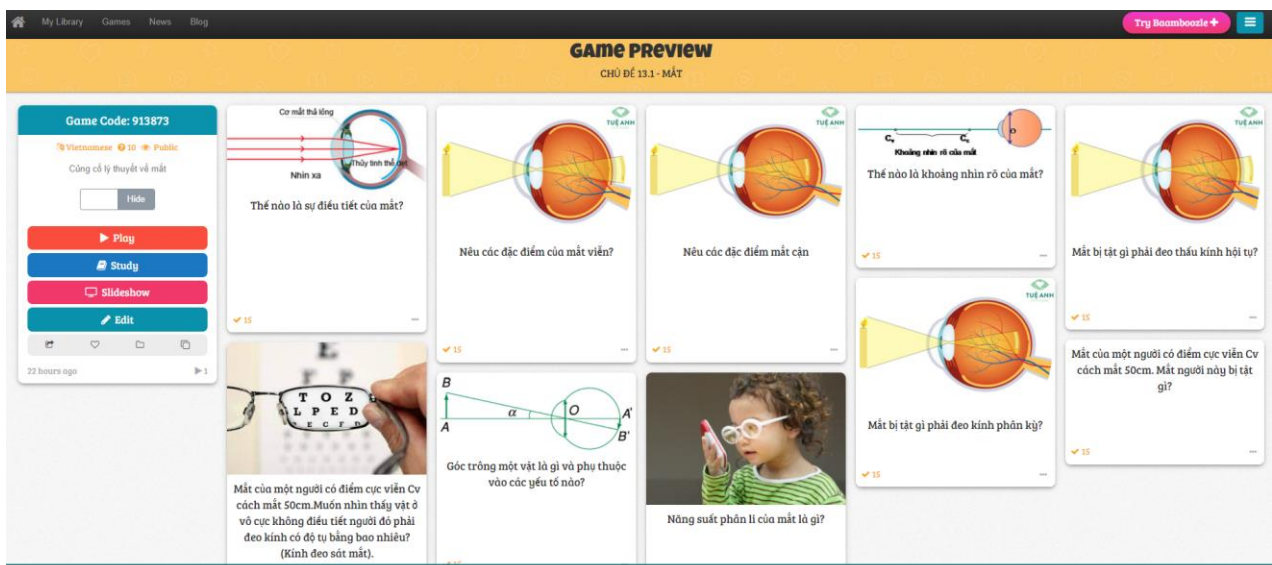 My Library Games News Blog
Try Baamboozle +
GAME PREVIEW
CHỦ ĐỀ 13.1 - MẮT
Game Code: 913873
Vietnamese 10 Public
Củng cố lý thuyết về mắt
Hide
Play
Study
Slideshow
Edit
22 hours ago 1
Cơ mắt thả lỏng
Nhìn xa
Thủy tinh thể
Thế nào là sự điều tiết của mắt?
15
TUỆ ANH
Nêu các đặc điểm của mắt viễn?
15
TUỆ ANH
Nêu các đặc điểm mắt cận
15
Cv Cc O
Khoảng nhìn rõ của mắt
Thế nào là khoảng nhìn rõ của mắt?
15
TUỆ ANH
Mắt bị tật gì phải đeo thấu kính hội tụ?
15
T O Z
L P E D
E C F D
Mắt của một người có điểm cực viễn Cv
cách mắt 50cm.Muốn nhìn thấy vật ở
vô cực không điều tiết người đó phải
đeo kính có độ tụ bằng bao nhiêu?
(Kính đeo sát mắt).
B
A
α
O
A'
B'
Góc trông một vật là gì và phụ thuộc
vào các yếu tố nào?
Năng suất phân li của mắt là gì?
TUỆ ANH
Mắt bị tật gì phải đeo kính phân kỳ?
15
Mắt của một người có điểm cực viễn Cv
cách mắt 50cm. Mắt người này bị tật
gì?
15